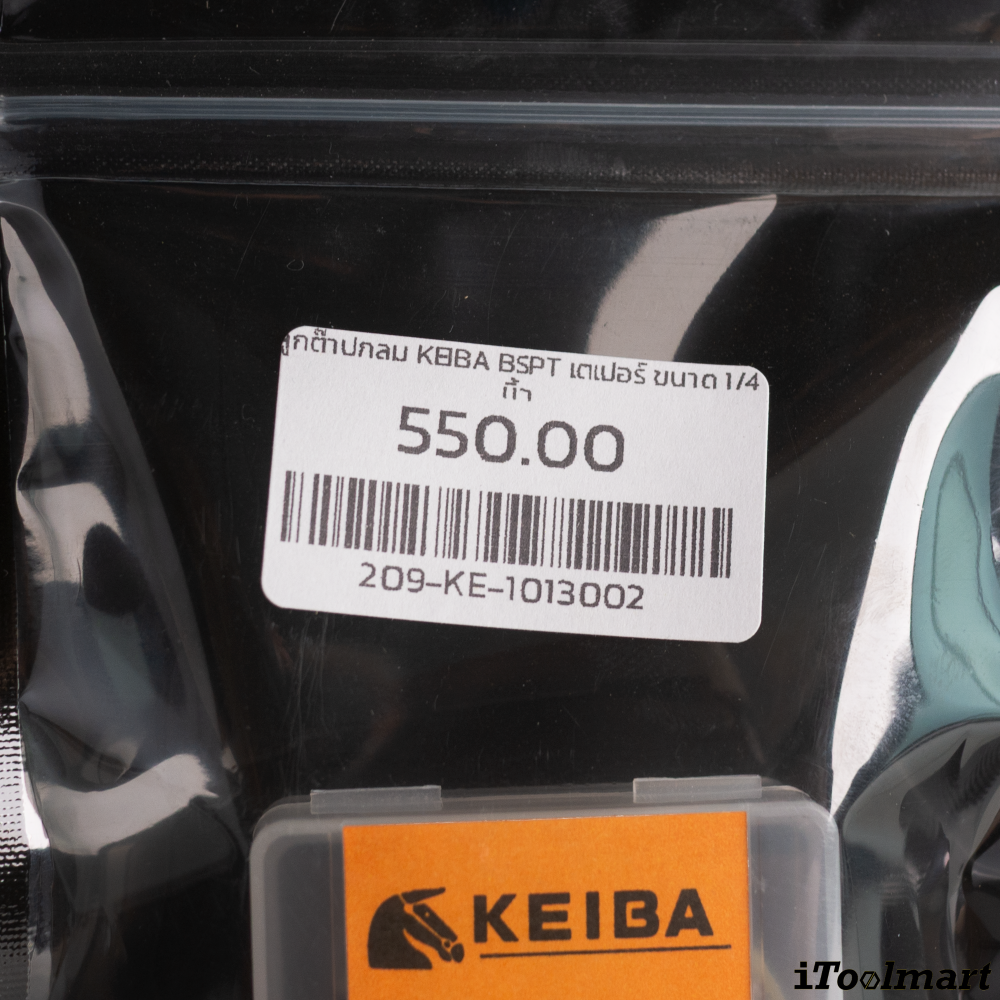 ลูกต๊าปกลม KEIBA BSPT เตเปอร์ ขนาด 1/4
นิ้ว
550.00
209-KE-1013002
KEIBA
iToolmart